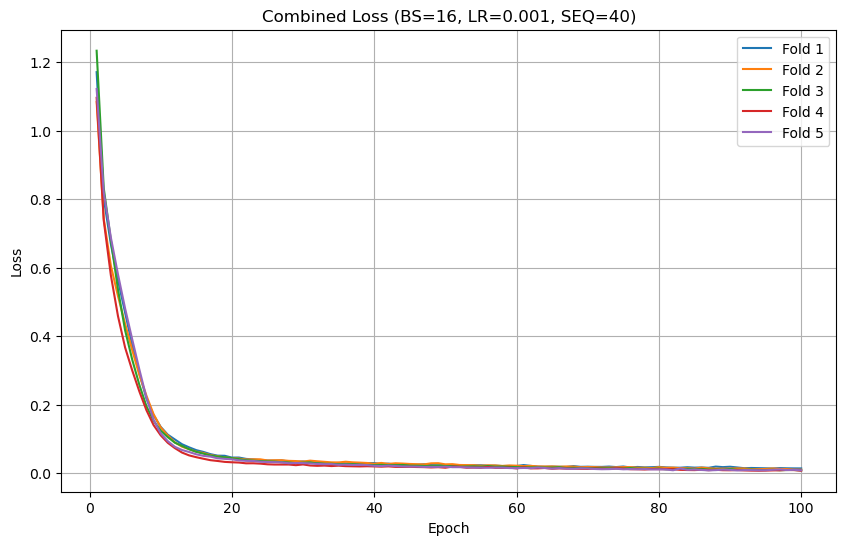 Combined Loss (BS=16, LR=0.001, SEQ=40)
Fold 1
Fold 2
Fold 3
Fold 4
Fold 5
Loss
1.2
1.0
0.8
0.6
0.4
0.2
0.0
0 20 40 60 80 100
Epoch